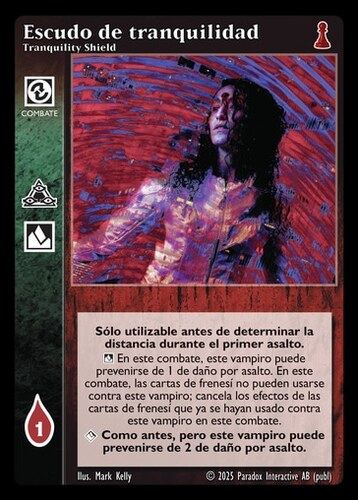 Escudo de tranquilidad
Tranquility Shield
COMBATE
Sólo utilizable antes de determinar la
distancia durante el primer asalto.
En este combate, este vampiro puede
prevenirse de 1 de daño por asalto. En este
combate, las cartas de frenesí no pueden usarse
contra este vampiro; cancela los efectos de las
cartas de frenesí que ya se hayan usado contra
este vampiro en este combate.
Como antes, pero este vampiro puede
prevenirse de 2 de daño por asalto.
1
Ilus. Mark Kelly
© 2025 Paradox Interactive AB (publ)